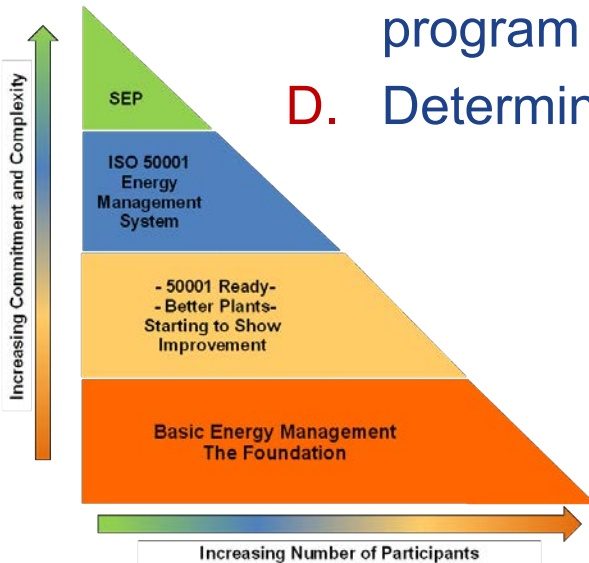 program
D. Determin
SEP
ISO 50001
Energy
Management
System
- 50001 Ready-
- Better Plants-
Starting to Show
Improvement
Basic Energy Management
The Foundation
Increasing Commitment and Complexity
Increasing Number of Participants